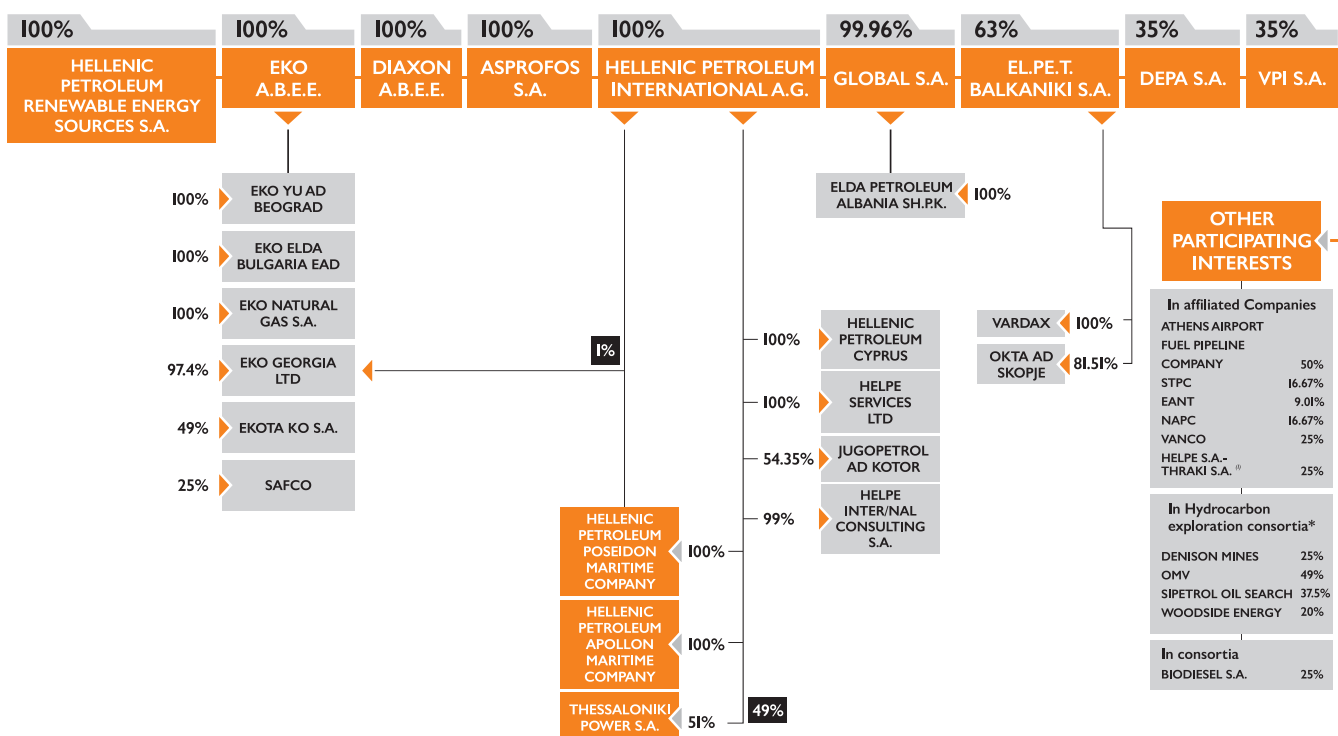 100%
100%
100%
100%
100%
99.96%
63%
35%
35%
HELLENIC
PETROLEUM
RENEWABLE ENERGY
SOURCES S.A.
EKO
A.B.E.E.
DIAXON
A.B.E.E.
ASPROFOS
S.A.
HELLENIC PETROLEUM
INTERNATIONAL A.G.
GLOBAL S.A.
EL.PE.T.
BALKANIKI S.A.
DEPA S.A.
VPI S.A.
100%
EKO YU AD
BEOGRAD
100%
EKO ELDA
BULGARIA EAD
100%
EKO NATURAL
GAS S.A.
97.4%
EKO GEORGIA
LTD
1%
49%
EKOTA KO S.A.
25%
SAFCO
HELLENIC
PETROLEUM
POSEIDON
MARITIME
COMPANY
100%
HELLENIC
PETROLEUM
APOLLON
MARITIME
COMPANY
100%
THESSALONIKI
POWER S.A.
51%
49%
ELDA PETROLEUM
ALBANIA SH.P.K.
100%
100%
HELLENIC
PETROLEUM
CYPRUS
100%
HELPE
SERVICES
LTD
54.35%
JUGOPETROL
AD KOTOR
99%
HELPE
INTER/NAL
CONSULTING
S.A.
VARDAX
100%
OKTA AD
SKOPJE
81.51%
OTHER
PARTICIPATING
INTERESTS
In affiliated Companies
ATHENS AIRPORT
FUEL PIPELINE
COMPANY 50%
STPC 16.67%
EANT 9.01%
NAPC 16.67%
VANCO 25%
HELPE S.A.-
THRAKI S.A. (1) 25%
In Hydrocarbon
exploration consortia*
DENISON MINES 25%
OMV 49%
SIPETROL OIL SEARCH 37.5%
WOODSIDE ENERGY 20%
In consortia
BIODIESEL S.A. 25%